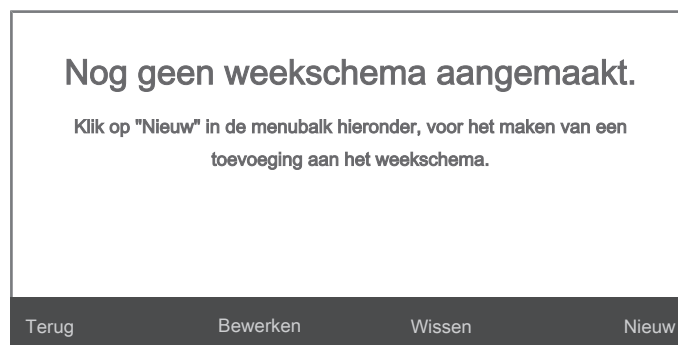 Nog geen weekschema aangemaakt.
Klik op "Nieuw" in de menubalk hieronder, voor het maken van een
toevoeging aan het weekschema.
Terug Bewerken Wissen Nieuw